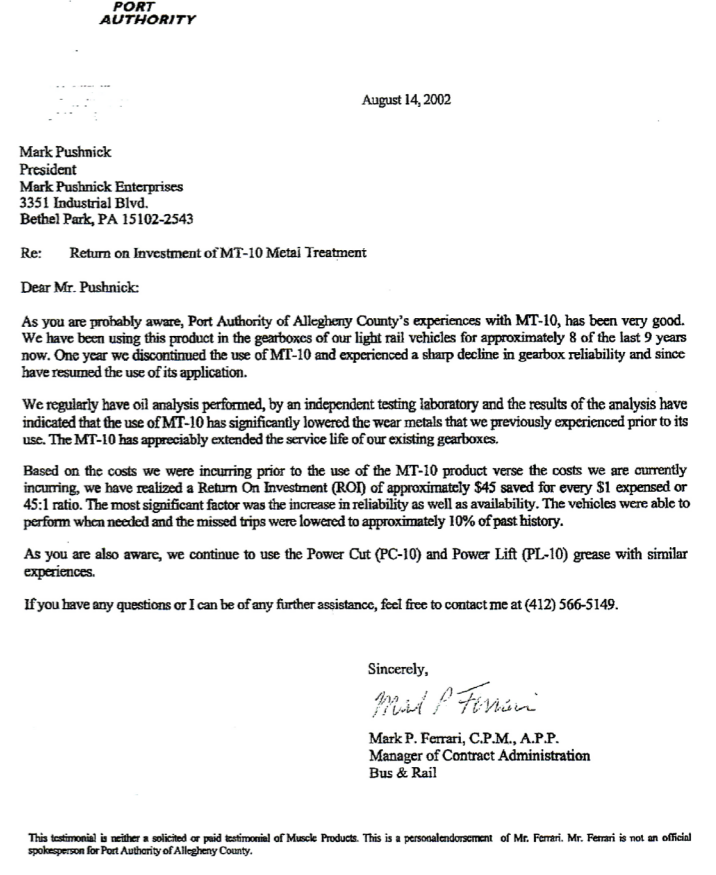 PORT
AUTHORITY
August 14, 2002
Mark Pushnick
President
Mark Pushnick Enterprises
3351 Industrial Blvd.
Bethel Park, PA 15102-2543
Re: Return on Investment of MT-10 Metal Treatment
Dear Mr. Pushnick:
As you are probably aware, Port Authority of Allegheny County's experiences with MT-10, has been very good.
We have been using this product in the gearboxes of our light rail vehicles for approximately 8 of the last 9 years
now. One year we discontinued the use of MT-10 and experienced a sharp decline in gearbox reliability and since
have resumed the use of its application.
We regularly have oil analysis performed, by an independent testing laboratory and the results of the analysis have
indicated that the use of MT-10 has significantly lowered the wear metals that we previously experienced prior to its
use. The MT-10 has appreciably extended the service life of our existing gearboxes.
Based on the costs we were incurring prior to the use of the MT-10 product verse the costs we are currently
incurring, we have realized a Return On Investment (ROI) of approximately $45 saved for every $1 expensed or
45:1 ratio. The most significant factor was the increase in reliability as well as availability. The vehicles were able to
perform when needed and the missed trips were lowered to approximately 10% of past history.
As you are also aware, we continue to use the Power Cut (PC-10) and Power Lift (PL-10) grease with similar
experiences.
If you have any questions or I can be of any further assistance, feel free to contact me at (412) 566-5149.
Sincerely,
Mark P Ferrari
Mark P. Ferrari, C.P.M., A.P.P.
Manager of Contract Administration
Bus & Rail
This testimonial is neither a solicited or paid testimonial of Muscle Products. This is a personalendorsement of Mr. Ferrari. Mr. Ferrari is not an official
spokesperson for Port Authority of Allegheny County.